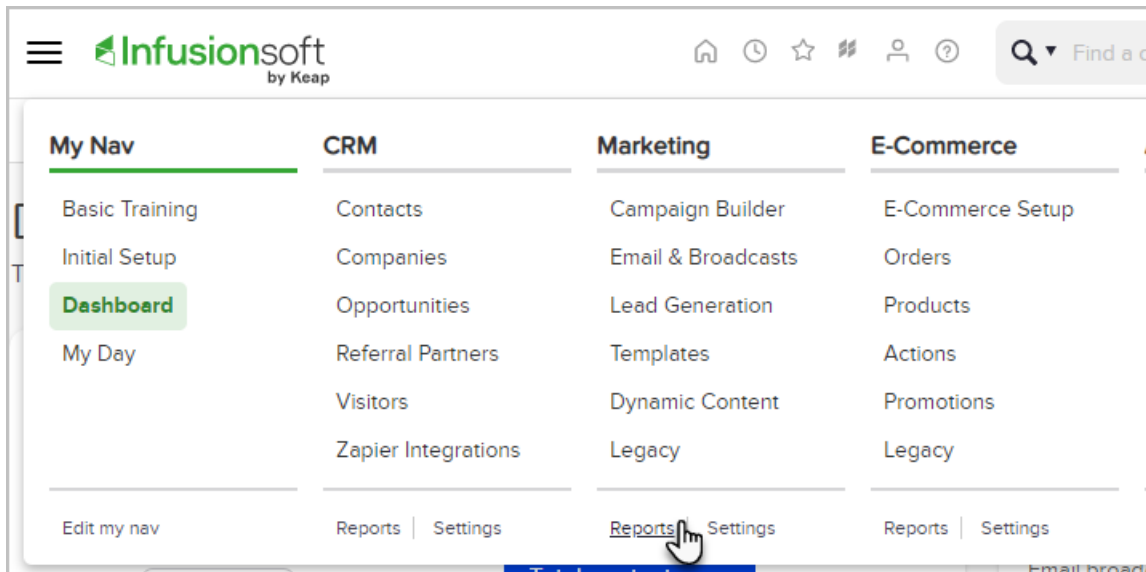 Infusionsoft
by Keap
Find a
My Nav
Basic Training
Initial Setup
Dashboard
My Day
Edit my nav
CRM
Contacts
Companies
Opportunities
Referral Partners
Visitors
Zapier Integrations
Reports Settings
Marketing
Campaign Builder
Email & Broadcasts
Lead Generation
Templates
Dynamic Content
Legacy
Reports Settings
E-Commerce
E-Commerce Setup
Orders
Products
Actions
Promotions
Legacy
Reports Settings